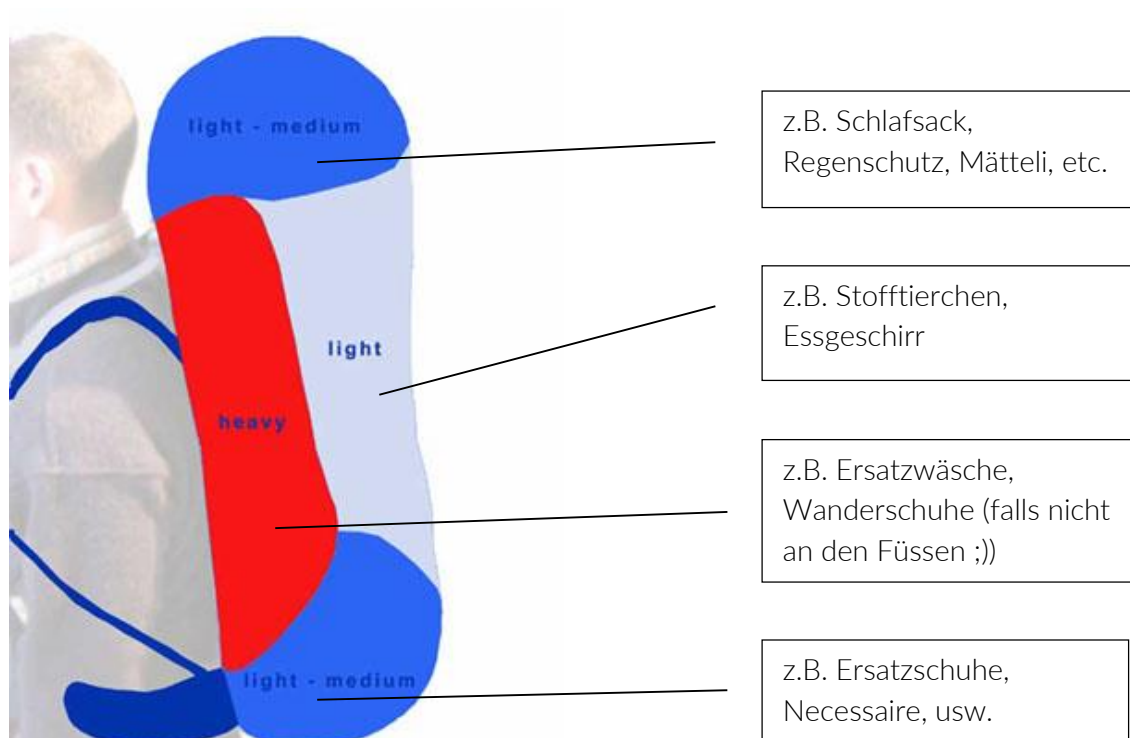 light - medium
z.B. Schlafsack,
Regenschutz, Mätteli, etc.
light
z.B. Stofftierchen,
Essgeschirr
heavy
z.B. Ersatzwäsche,
Wanderschuhe (falls nicht
an den Füssen ;))
light - medium
z.B. Ersatzschuhe,
Necessaire, usw.